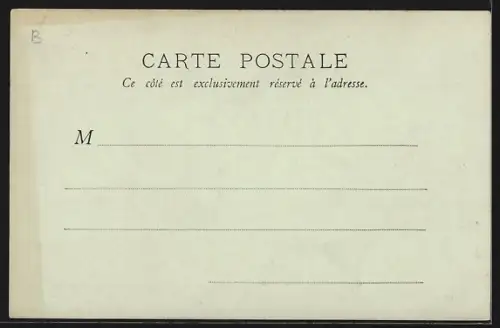 B
CARTE POSTALE
Ce côté est exclusivement réservé à l'adresse.
M